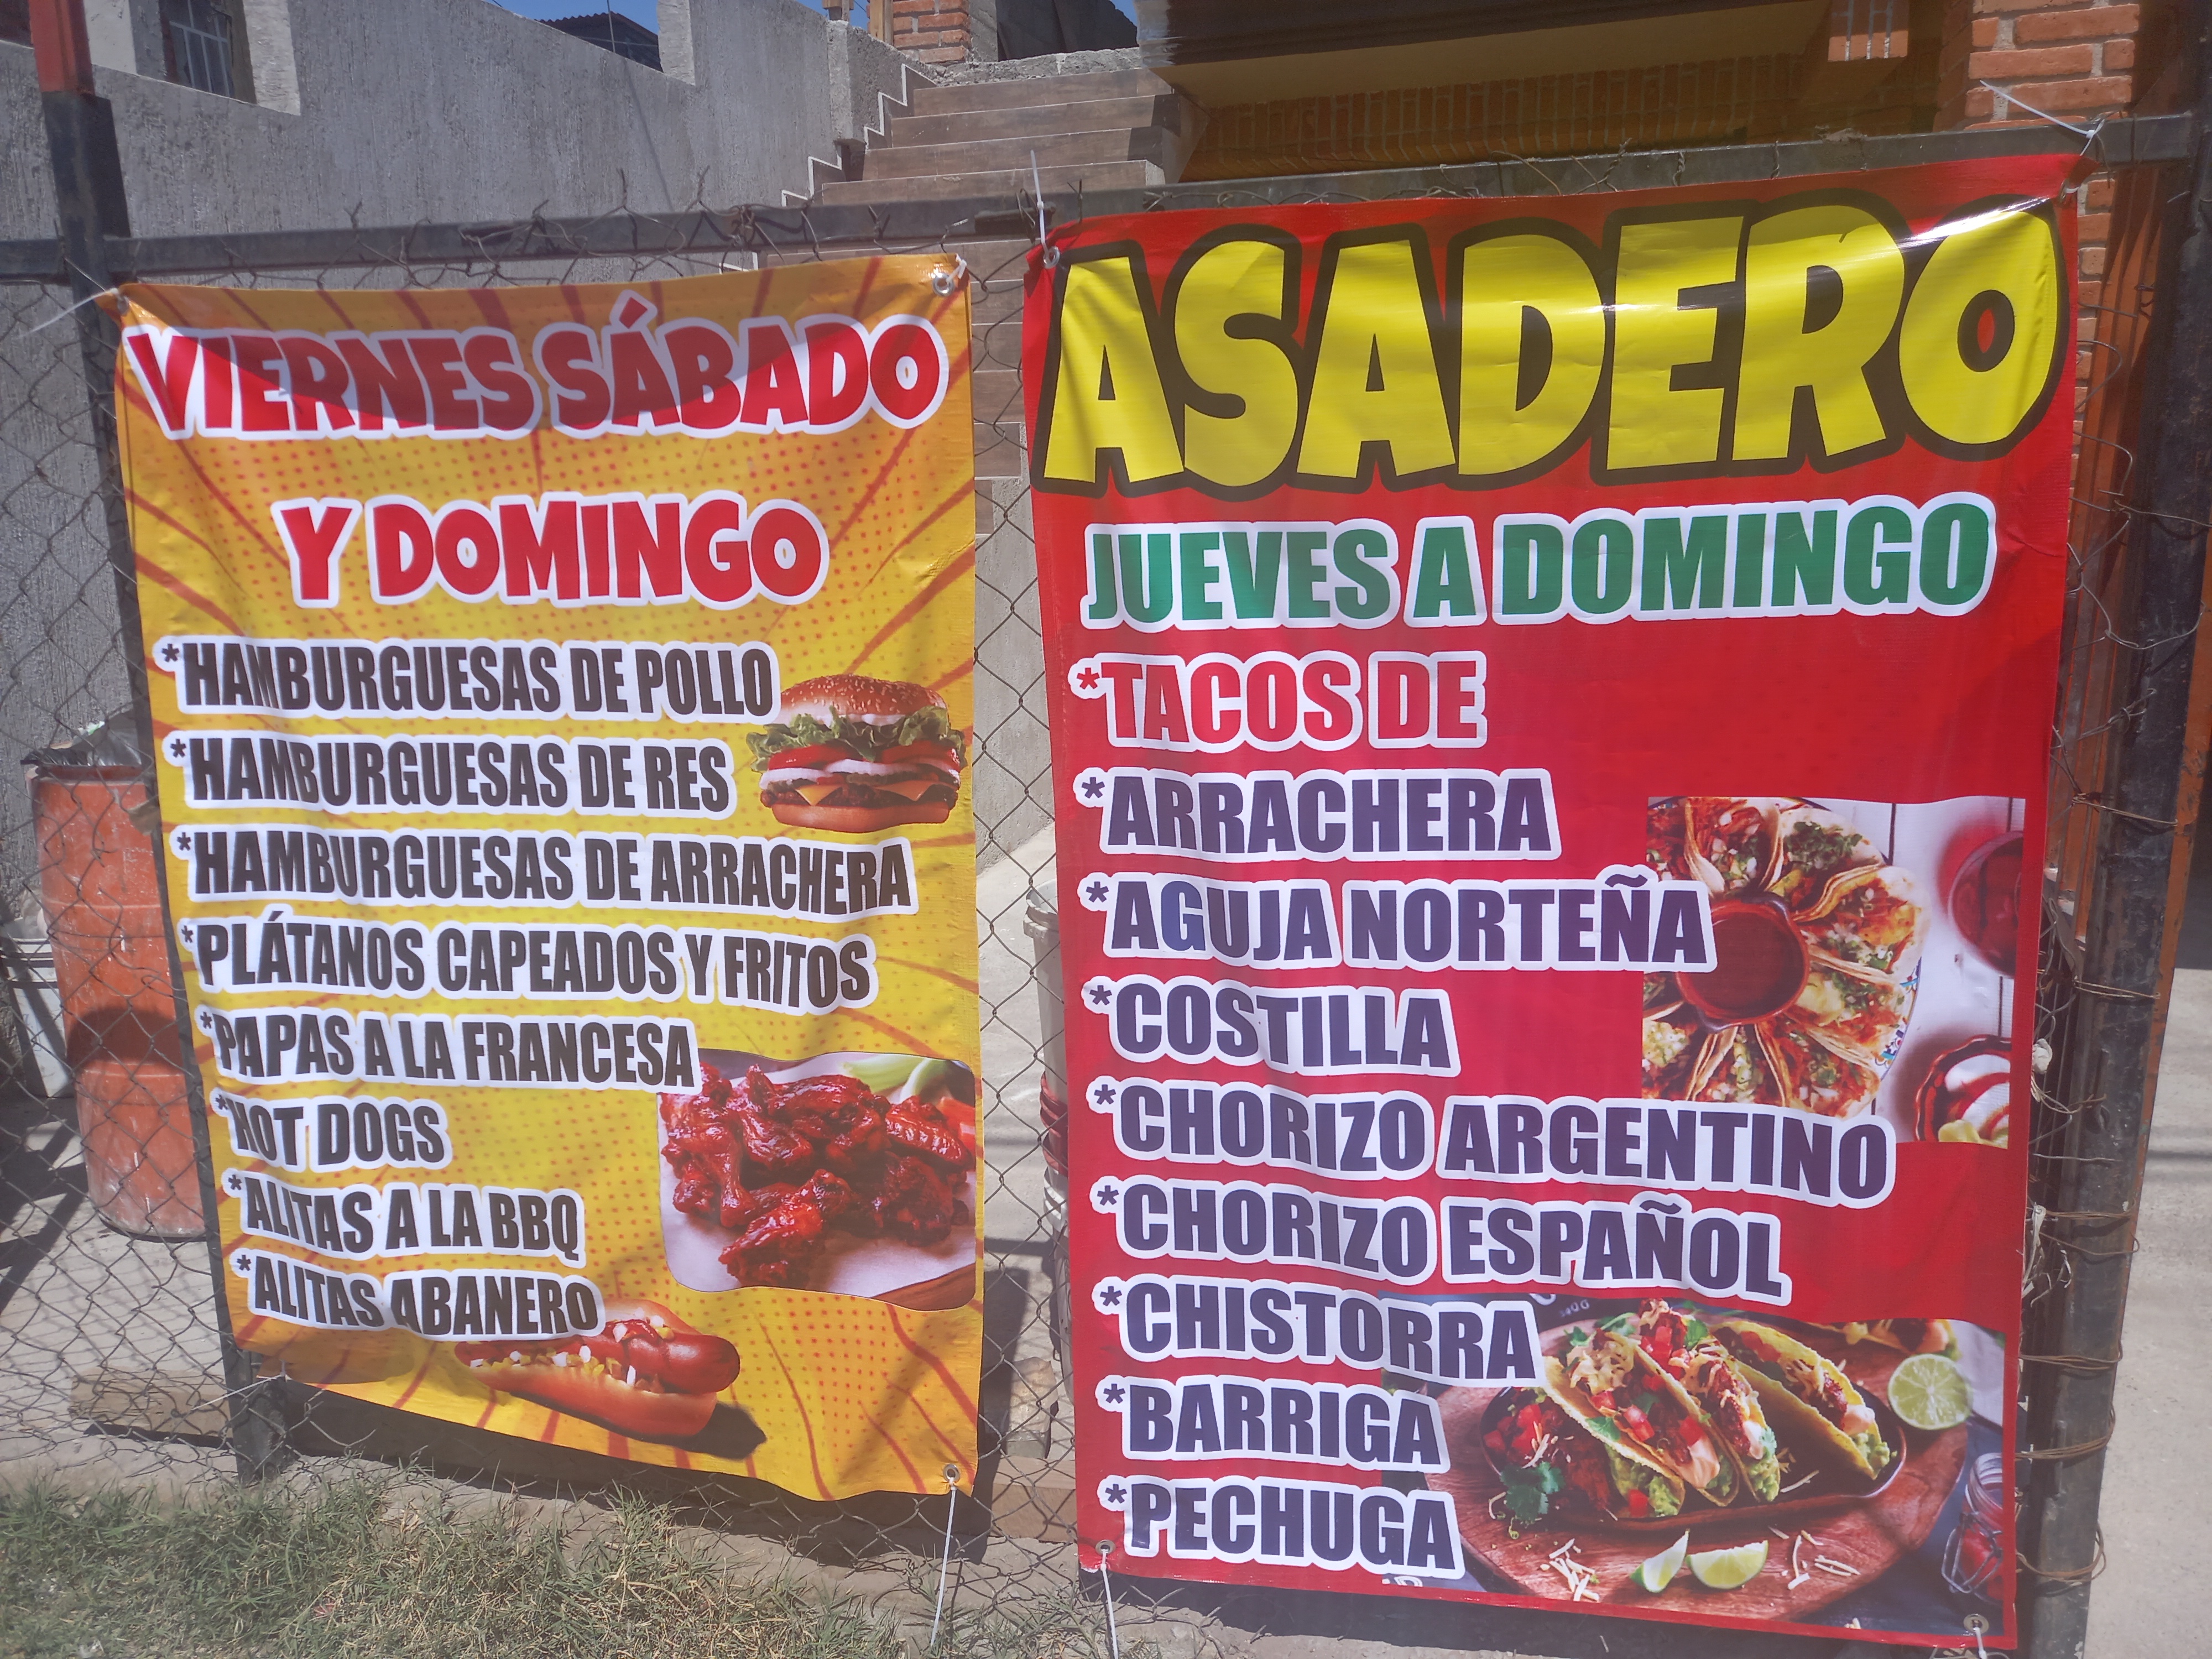 VIERNES SÁBADO
Y DOMINGO
*HAMBURGUESAS DE POLLO
*HAMBURGUESAS DE RES
*HAMBURGUESAS DE ARRACHERA
*PLÁTANOS CAPEADOS Y FRITOS
*PAPAS A LA FRANCESA
*HOT DOGS
*ALITAS A LA BBQ
*ALITAS ABANERO
ASADERO
JUEVES A DOMINGO
*TACOS DE
*ARRACHERA
*AGUJA NORTEÑA
*COSTILLA
*CHORIZO ARGENTINO
*CHORIZO ESPAÑOL
*CHISTORRA
*BARRIGA
*PECHUGA